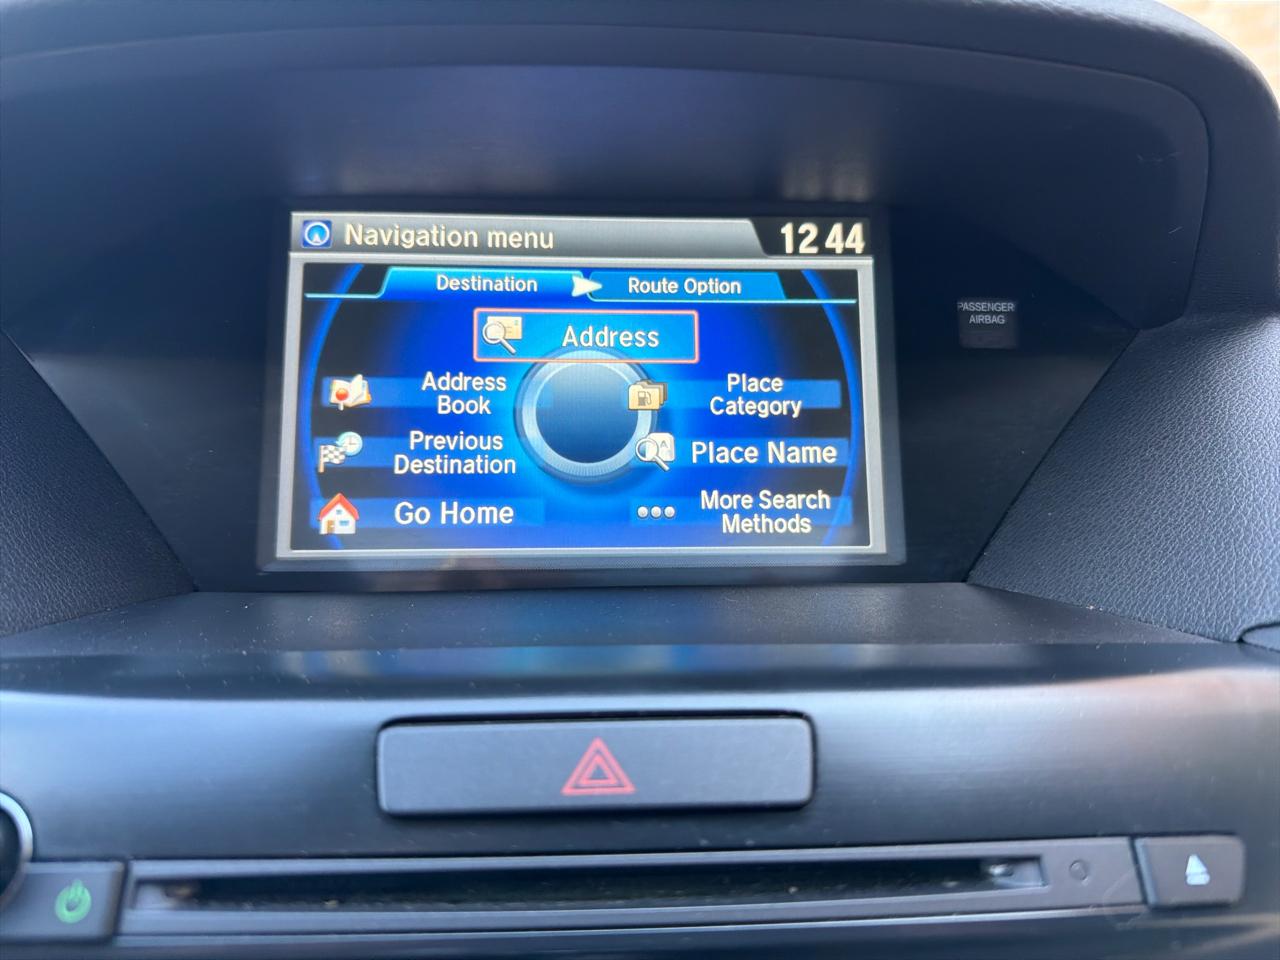 Navigation menu
12 44
Destination
Route Option
Address
Address
Book
Place
Category
Previous
Destination
Place Name
Go Home
More Search
Methods
PASSENGER
AIRBAG